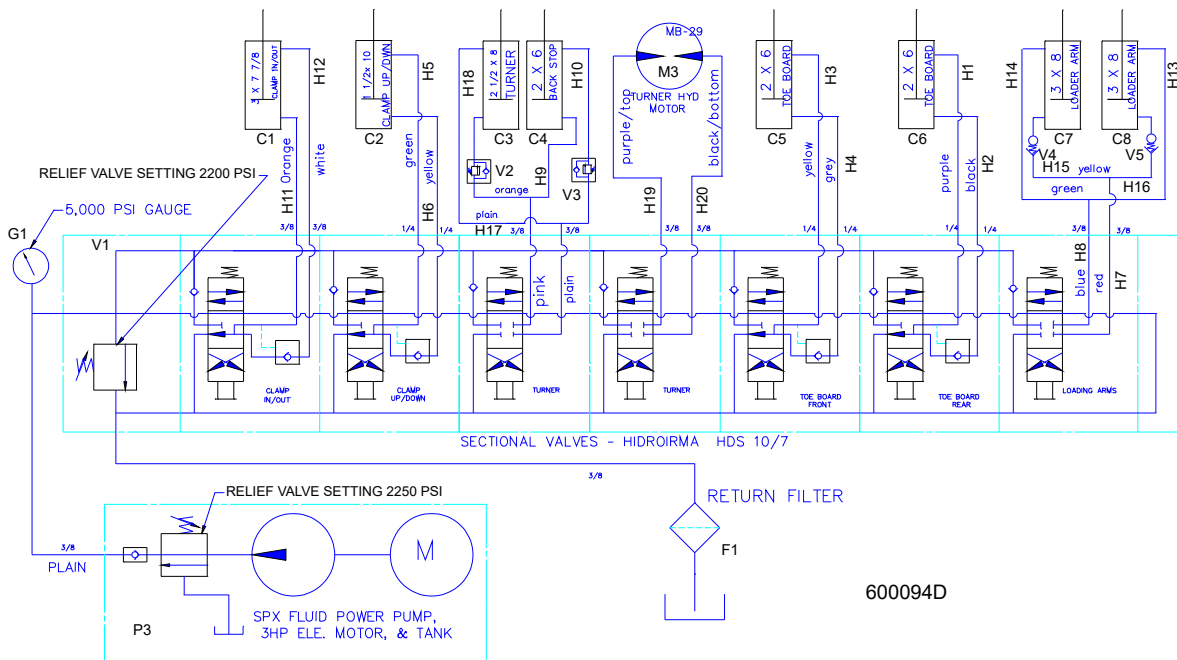 3 X 7 7/8
CLAMP IN/OUT
C1
H12
1 1/2x 10
CLAMP UP/DWN
C2
H5
H18
2 1/2 x 8
TURNER
C3
2 X 6
BACK STOP
C4
H10
MB-29
M3
TURNER HYD
MOTOR
2 X 6
TOE BOARD
C5
H3
2 X 6
TOE BOARD
C6
H1
H14
3 X 8
LOADER ARM
C7
3 X 8
LOADER ARM
C8
H13
Orange
white
H11
green
yellow
H6
V2
orange
H9
V3
plain
H17
purple/top
black/bottom
H19
H20
yellow
grey
H4
purple
black
H2
V4
V5
H15
yellow
H16
green
RELIEF VALVE SETTING 2200 PSI
5,000 PSI GAUGE
G1
V1
3/8
3/8
1/4
1/4
3/8
3/8
3/8
3/8
1/4
1/4
1/4
1/4
3/8
3/8
pink
plain
blue
H8
red
H7
CLAMP
IN/OUT
CLAMP
UP/DOWN
TURNER
TURNER
TOE BOARD
FRONT
TOE BOARD
REAR
LOADING ARMS
SECTIONAL VALVES - HIDROIRMA HDS 10/7
3/8
RELIEF VALVE SETTING 2250 PSI
RETURN FILTER
F1
3/8
PLAIN
M
SPX FLUID POWER PUMP,
3HP ELE. MOTOR, & TANK
P3
600094D